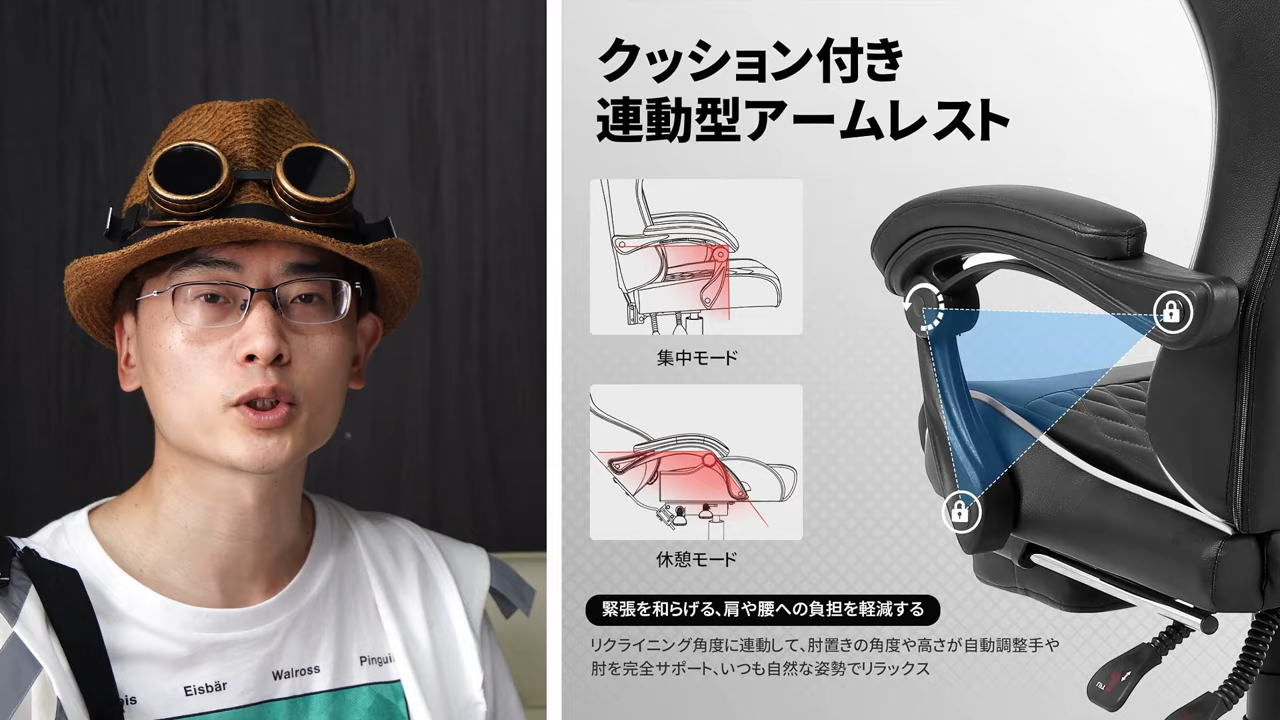 クッション付き
連動型アームレスト
集中モード
休憩モード
緊張を和らげる、肩や腰への負担を軽減する
リクライニング角度に連動して、肘置きの角度や高さが自動調整手や
肘を完全サポート、いつも自然な姿勢でリラックス
Eisbär
Walross